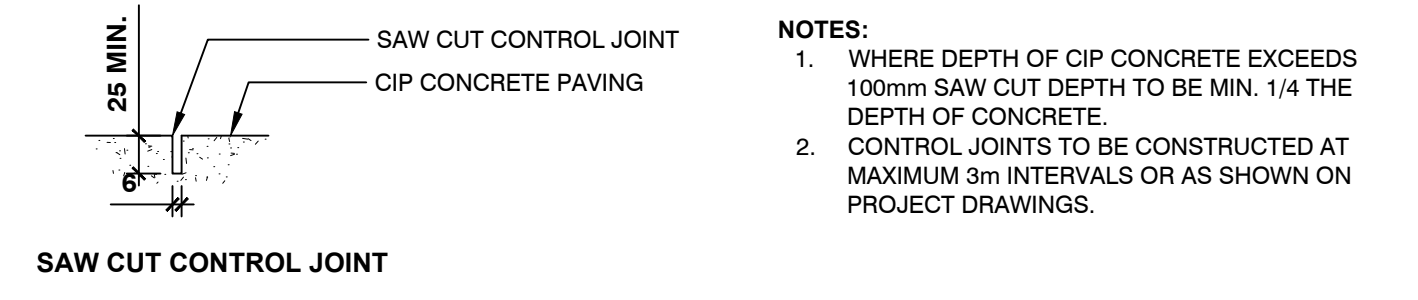 25 MIN.
SAW CUT CONTROL JOINT
CIP CONCRETE PAVING
6
SAW CUT CONTROL JOINT
NOTES:
1. WHERE DEPTH OF CIP CONCRETE EXCEEDS
100mm SAW CUT DEPTH TO BE MIN. 1/4 THE
DEPTH OF CONCRETE.
2. CONTROL JOINTS TO BE CONSTRUCTED AT
MAXIMUM 3m INTERVALS OR AS SHOWN ON
PROJECT DRAWINGS.